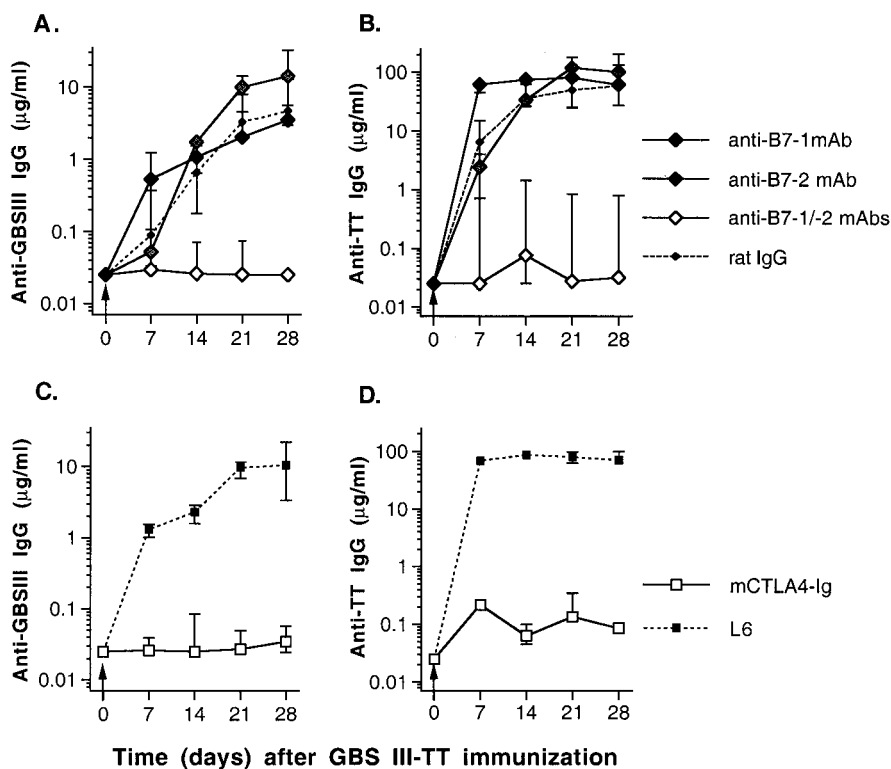 A.
Anti-GBSIII IgG (μg/ml)
10
1
0.1
0.01
0 7 14 21 28
B.
Anti-TT IgG (μg/ml)
100
10
1
0.1
0.01
0 7 14 21 28
anti-B7-1mAb
anti-B7-2 mAb
anti-B7-1/-2 mAbs
rat IgG
C.
Anti-GBSIII IgG (μg/ml)
10
1
0.1
0.01
0 7 14 21 28
D.
Anti-TT IgG (μg/ml)
100
10
1
0.1
0.01
0 7 14 21 28
mCTLA4-Ig
L6
Time (days) after GBS III-TT immunization